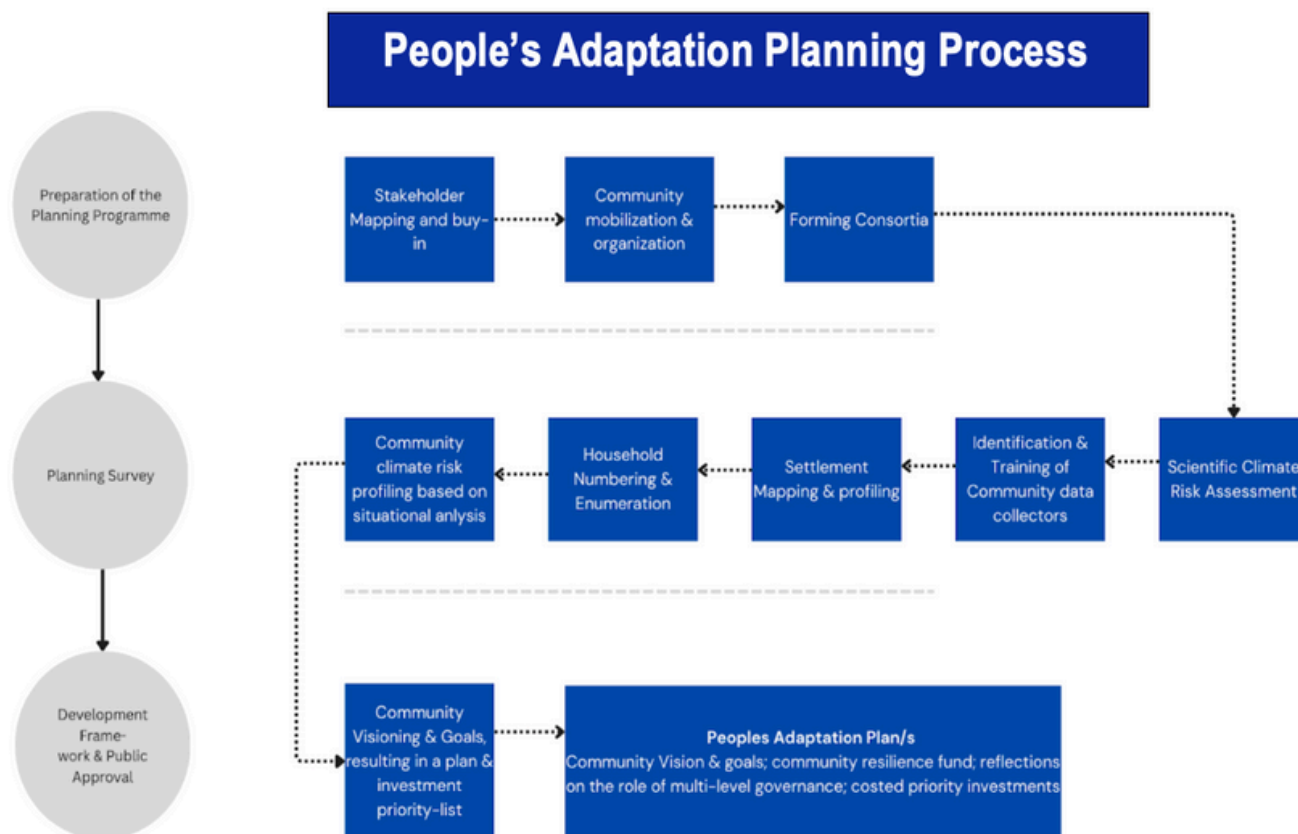 People's Adaptation Planning Process
Preparation of the
Planning Programme
Stakeholder
Mapping and buy-
in
Community
mobilization &
organization
Forming Consortia
Planning Survey
Community
climate risk
profiling based on
situational anlysis
Household
Numbering &
Enumeration
Settlement
Mapping & profiling
Identification &
Training of
Community data
collectors
Scientific Climate
Risk Assessment
Development
Frame-
work & Public
Approval
Community
Visioning & Goals,
resulting in a plan &
investment
priority-list
Peoples Adaptation Plan/s
Community Vision & goals; community resilience fund; reflections
on the role of multi-level governance; costed priority investments